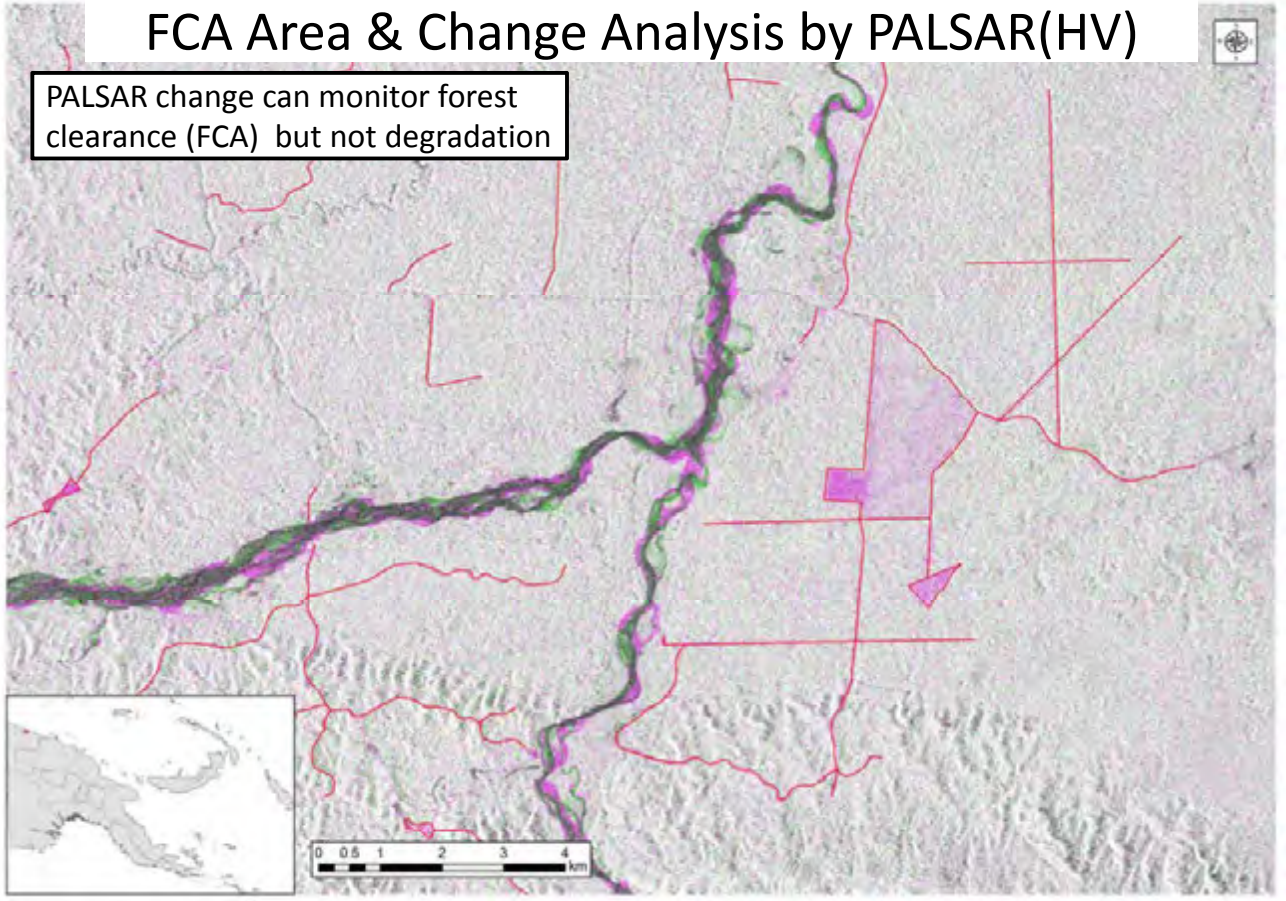 FCA Area & Change Analysis by PALSAR(HV)
PALSAR change can monitor forest
clearance (FCA) but not degradation
0 0.5 1 2 3 4
km